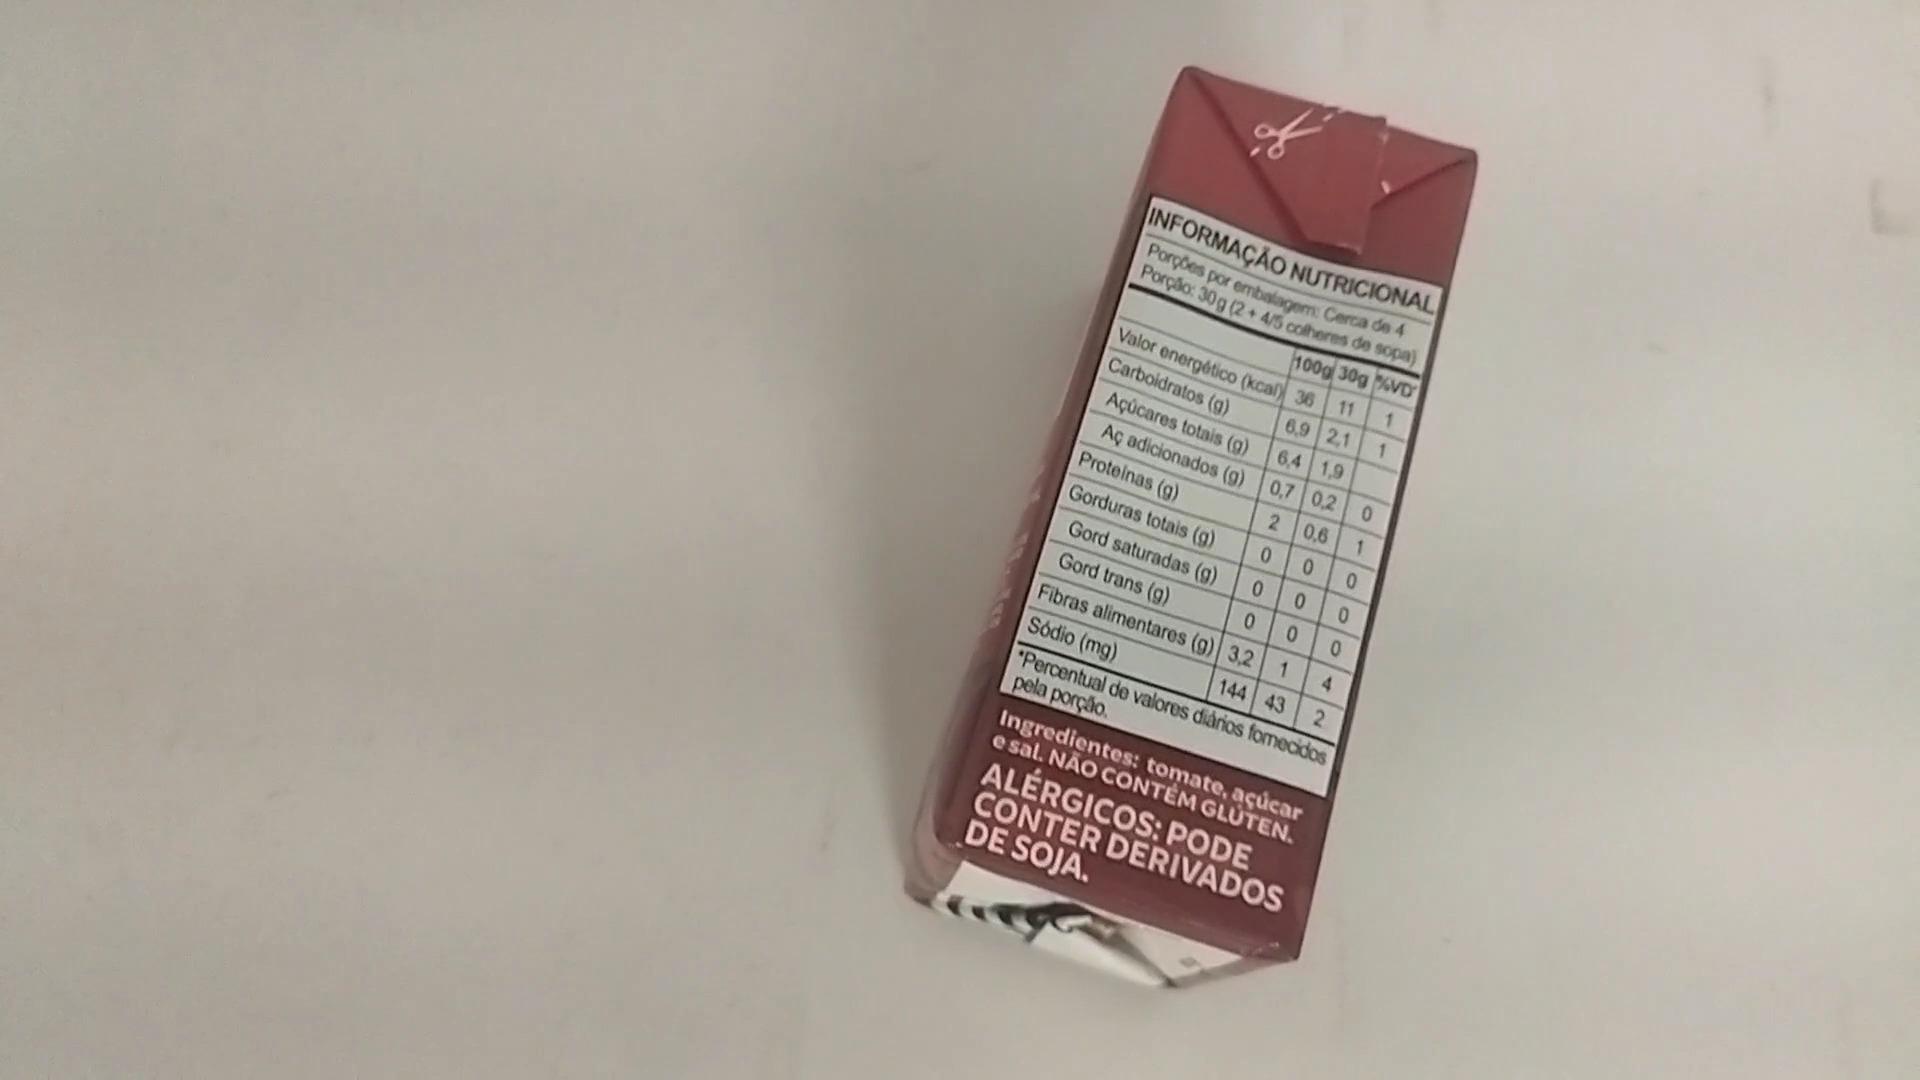 INFORMAÇÃO NUTRICIONAL
Porções por embalagem: Cerca de 4
Porção: 30g (2 + 4/5 colheres de sopa)
100g 30g %VD*
Valor energético (kcal) 36 11 1
Carboidratos (g) 6,9 2,1 1
Açúcares totais (g) 6,4 1,9
Aç adicionados (g) 0,7 0,2 0
Proteínas (g) 2 0,6 1
Gorduras totais (g) 0 0 0
Gord saturadas (g) 0 0 0
Gord trans (g) 0 0 0
Fibras alimentares (g) 3,2 1 4
Sódio (mg) 144 43 2
*Percentual de valores diários fornecidos
pela porção.
Ingredientes: tomate, açúcar
e sal. NÃO CONTÉM GLÚTEN.
ALÉRGICOS: PODE
CONTER DERIVADOS
DE SOJA.